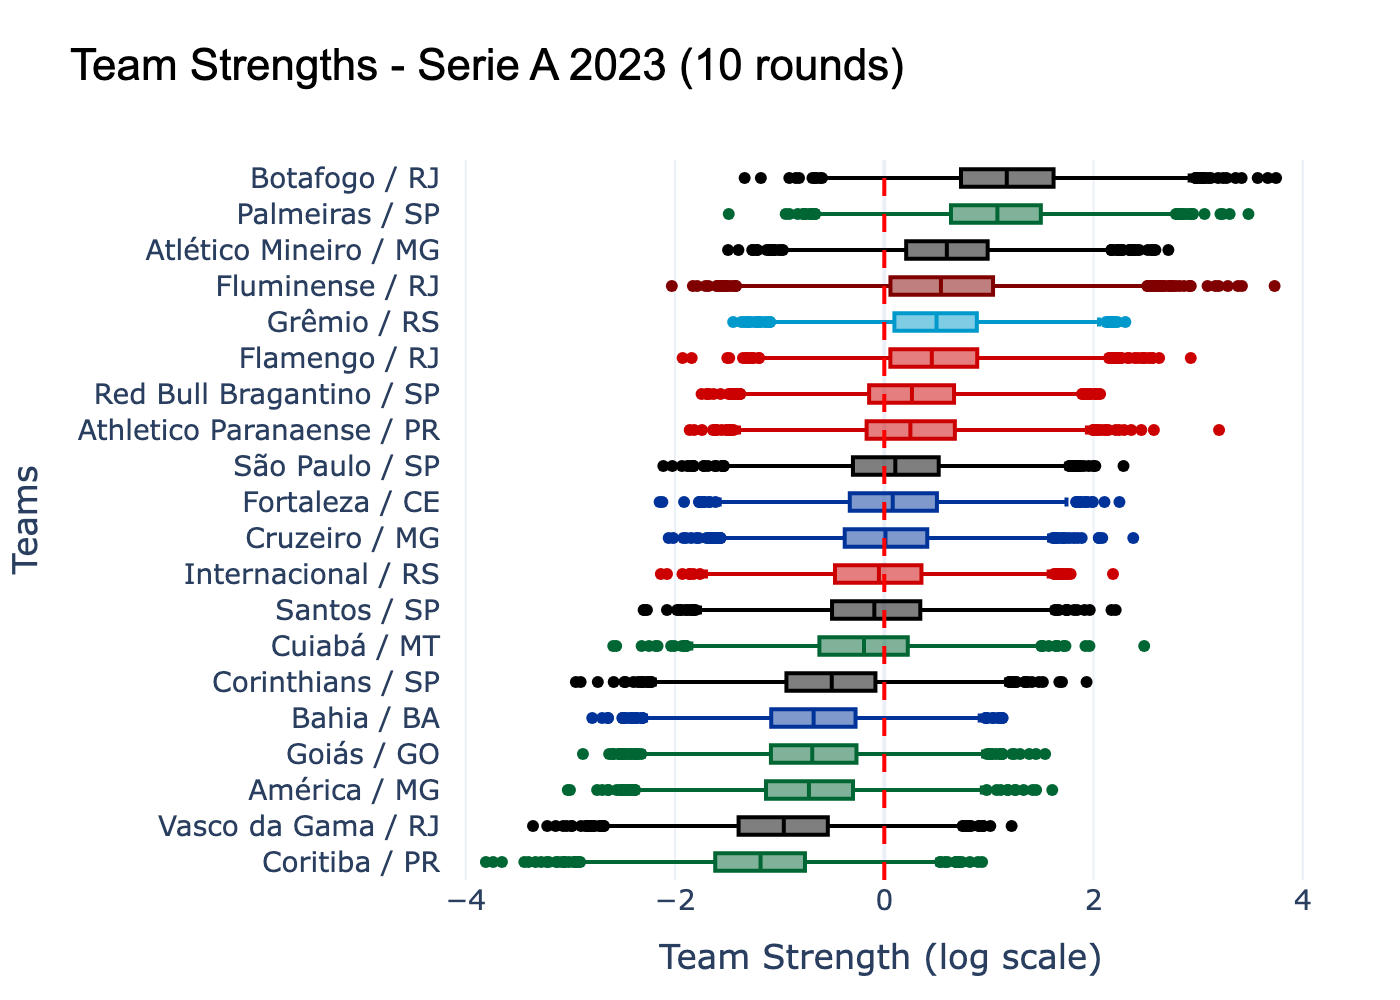 Team Strengths - Serie A 2023 (10 rounds)
Teams
Botafogo / RJ
Palmeiras / SP
Atlético Mineiro / MG
Fluminense / RJ
Grêmio / RS
Flamengo / RJ
Red Bull Bragantino / SP
Athletico Paranaense / PR
São Paulo / SP
Fortaleza / CE
Cruzeiro / MG
Internacional / RS
Santos / SP
Cuiabá / MT
Corinthians / SP
Bahia / BA
Goiás / GO
América / MG
Vasco da Gama / RJ
Coritiba / PR
−4 −2 0 2 4
Team Strength (log scale)